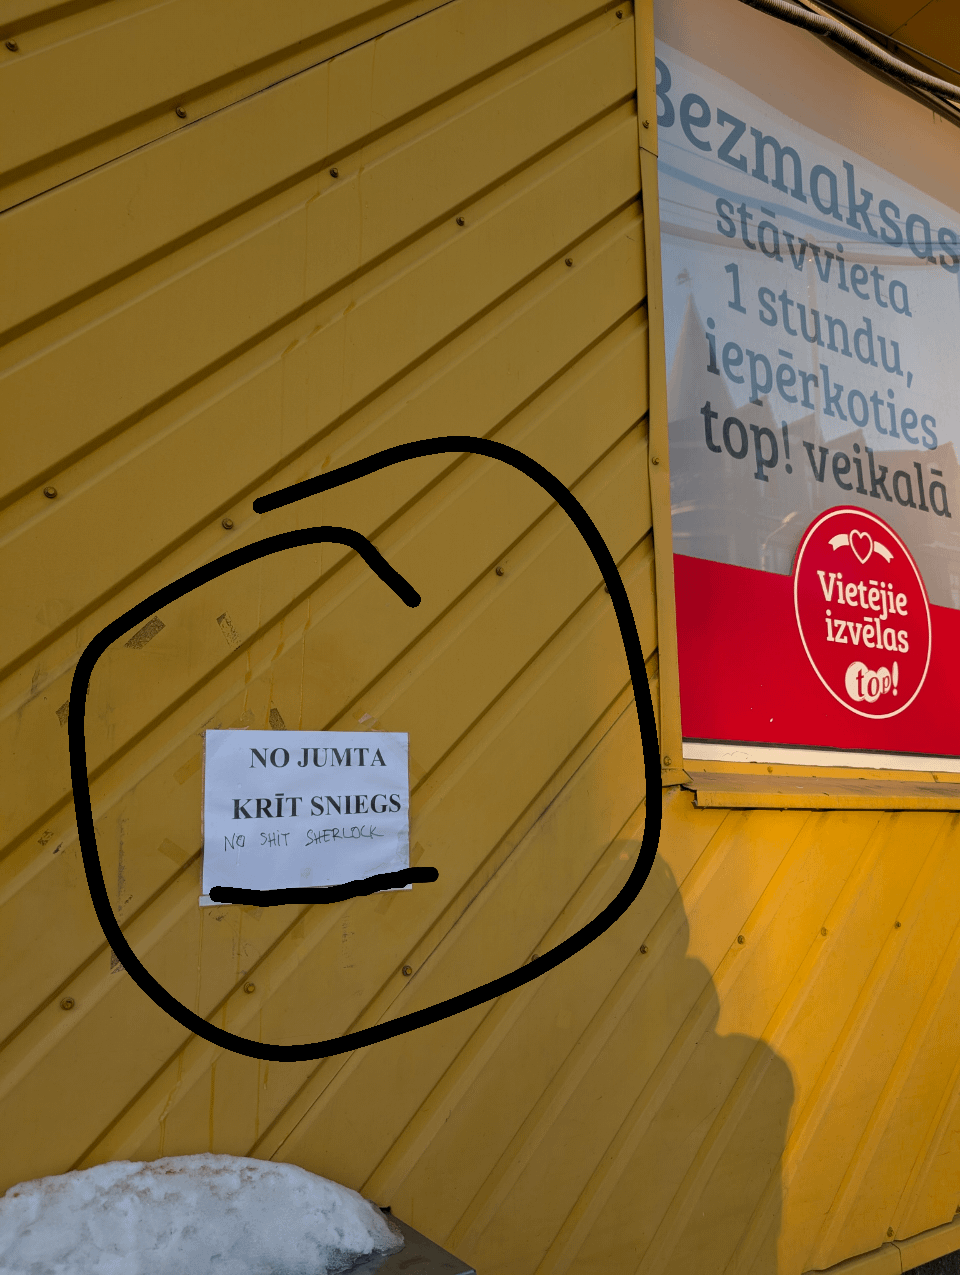 NO JUMTA
KRĪT SNIEGS
NO SHIT SHERLOCK
Bezmaksas
stāvvieta
1 stundu,
iepērkoties
top! veikalā
Vietējie
izvēlas
top!